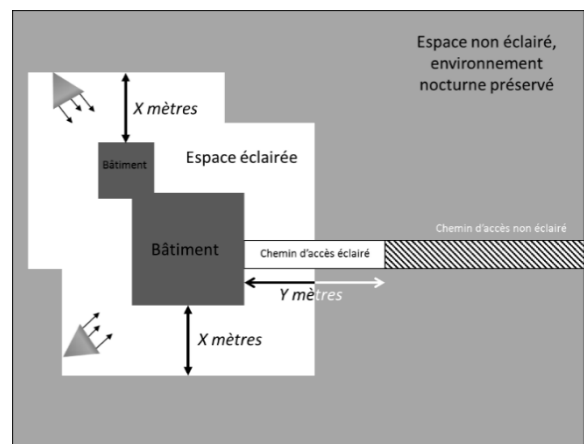 Espace non éclairé,
environnement
nocturne préservé
X mètres
Bâtiment
Espace éclairée
Bâtiment
Chemin d'accès éclairé
Chemin d'accès non éclairé
Y mètres
X mètres